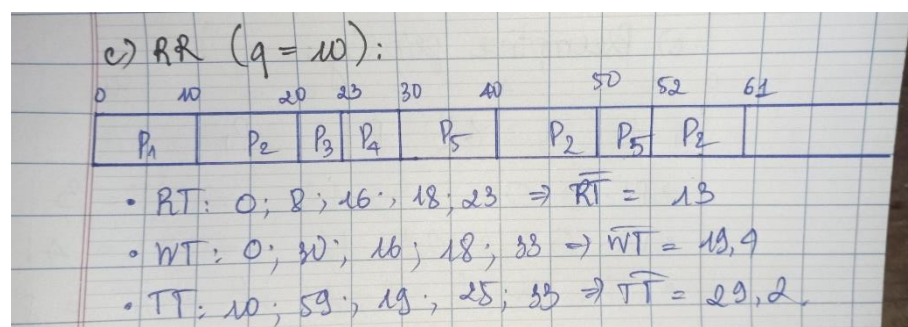 c) RR (q = 10):
0 10 20 23 30 40 50 52 61
P1 P2 P3 P4 P5 P2 P5 P2
• RT: 0; 8; 16; 18; 23 ⇒ RT = 13
• WT: 0; 30; 16; 18; 33 ⇒ WT = 19,4
• TT: 10; 59; 19; 25; 33 ⇒ TT = 29,2.